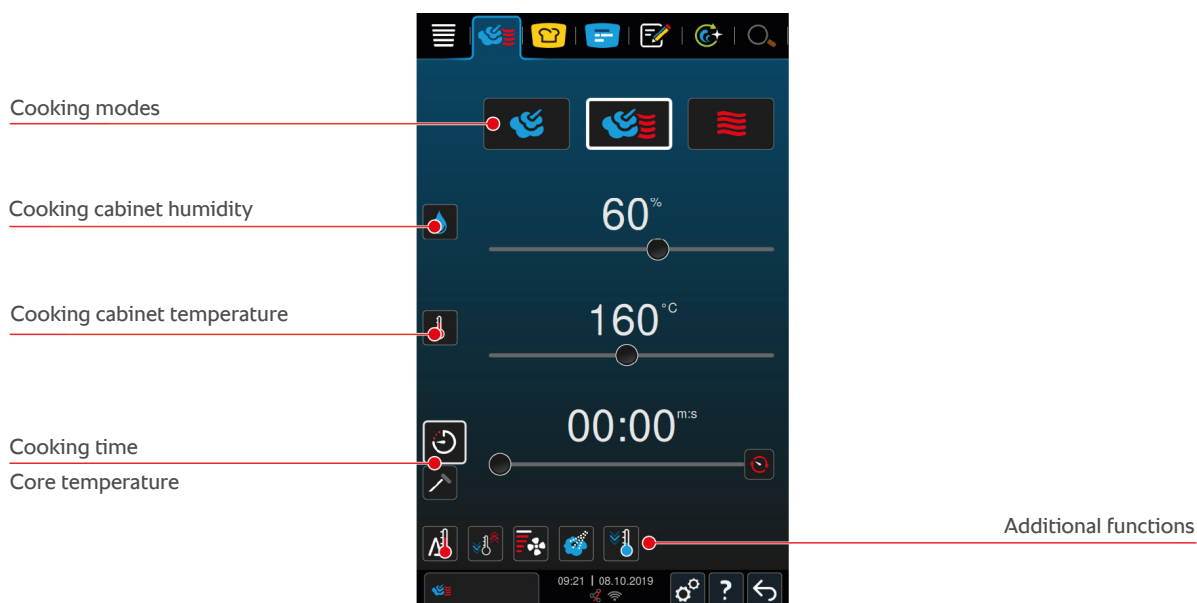 Cooking modes
Cooking cabinet humidity
60%
Cooking cabinet temperature
160°C
00:00 m:s
Cooking time
Core temperature
Additional functions
09:21 | 08.10.2019
?